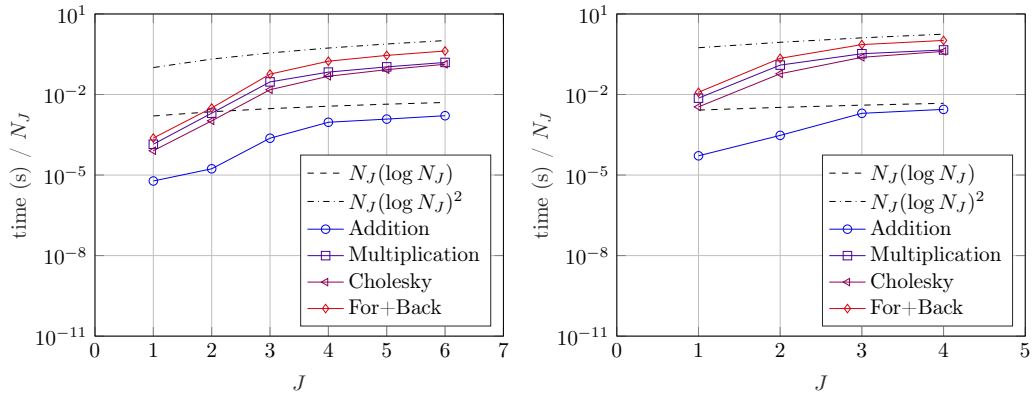 10^1
10^{-2}
10^{-5}
10^{-8}
10^{-11}
time (s) / N_J
0 1 2 3 4 5 6 7
J
N_J(log N_J)
N_J(log N_J)^2
Addition
Multiplication
Cholesky
For+Back
10^1
10^{-2}
10^{-5}
10^{-8}
10^{-11}
time (s) / N_J
0 1 2 3 4 5
J
N_J(log N_J)
N_J(log N_J)^2
Addition
Multiplication
Cholesky
For+Back